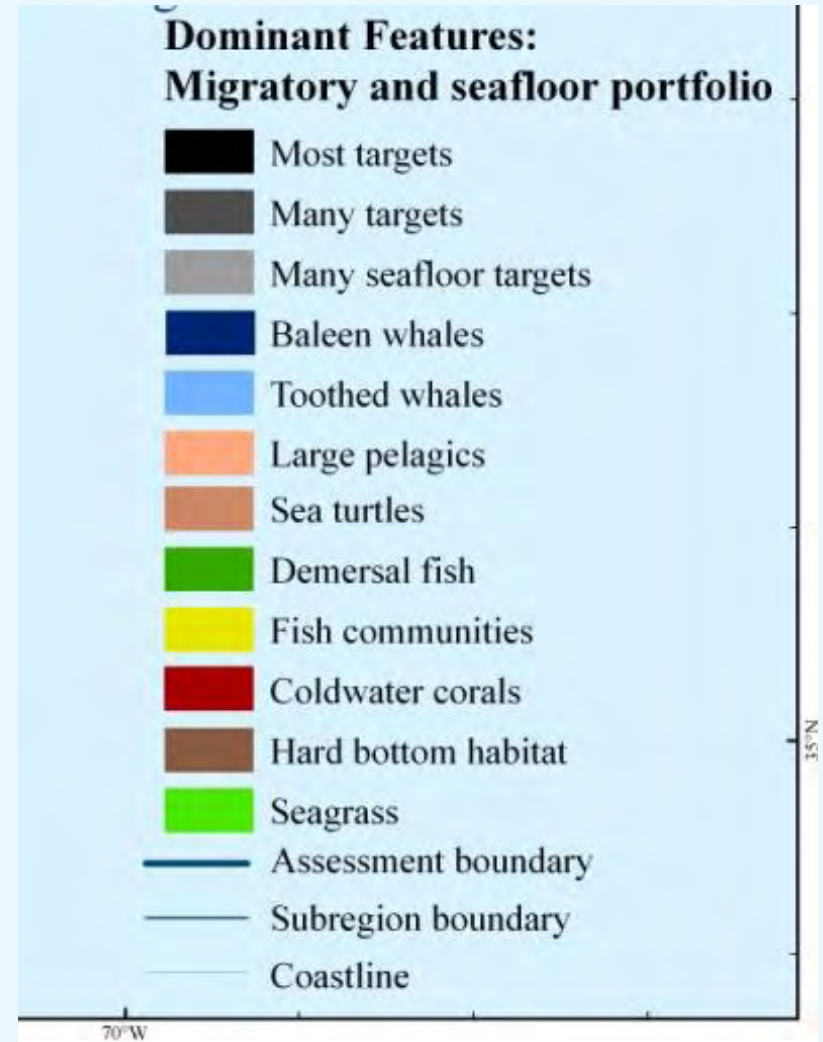 Dominant Features:
Migratory and seafloor portfolio
Most targets
Many targets
Many seafloor targets
Baleen whales
Toothed whales
Large pelagics
Sea turtles
Demersal fish
Fish communities
Coldwater corals
Hard bottom habitat
Seagrass
Assessment boundary
Subregion boundary
Coastline
35°N
70°W